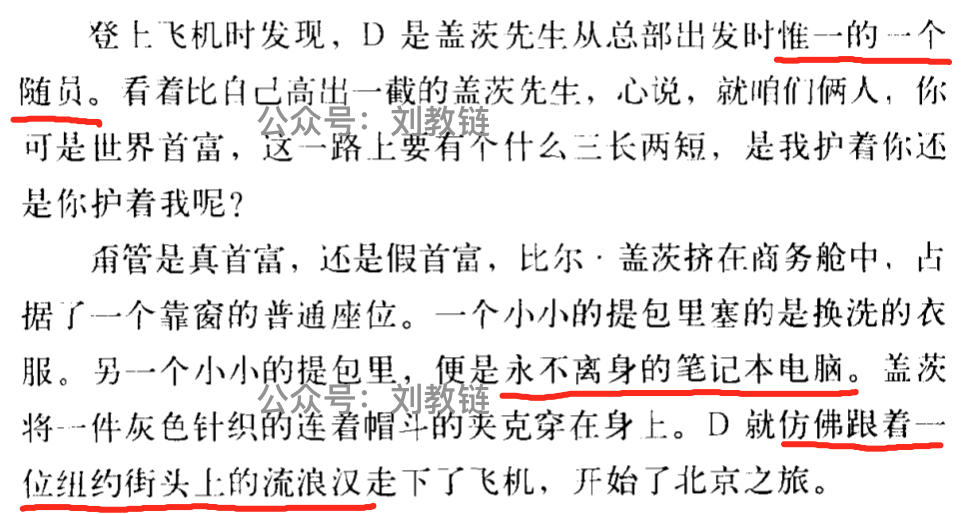 登上飞机时发现，D 是盖茨先生从总部出发时惟一的一个
随员。看着比自己高出一截的盖茨先生，心说，就咱们俩人，你
公众号：刘教链
可是世界首富，这一路上要有个什么三长两短，是我护着你还
是你护着我呢？
甭管是真首富，还是假首富，比尔·盖茨挤在商务舱中，占
据了一个靠窗的普通座位。一个小小的提包里塞的是换洗的衣
服。另一个小小的提包里，便是永不离身的笔记本电脑。盖茨
公众号：刘教链
将一件灰色针织的连着帽斗的夹克穿在身上。D 就仿佛跟着一
位纽约街头上的流浪汉走下了飞机，开始了北京之旅。